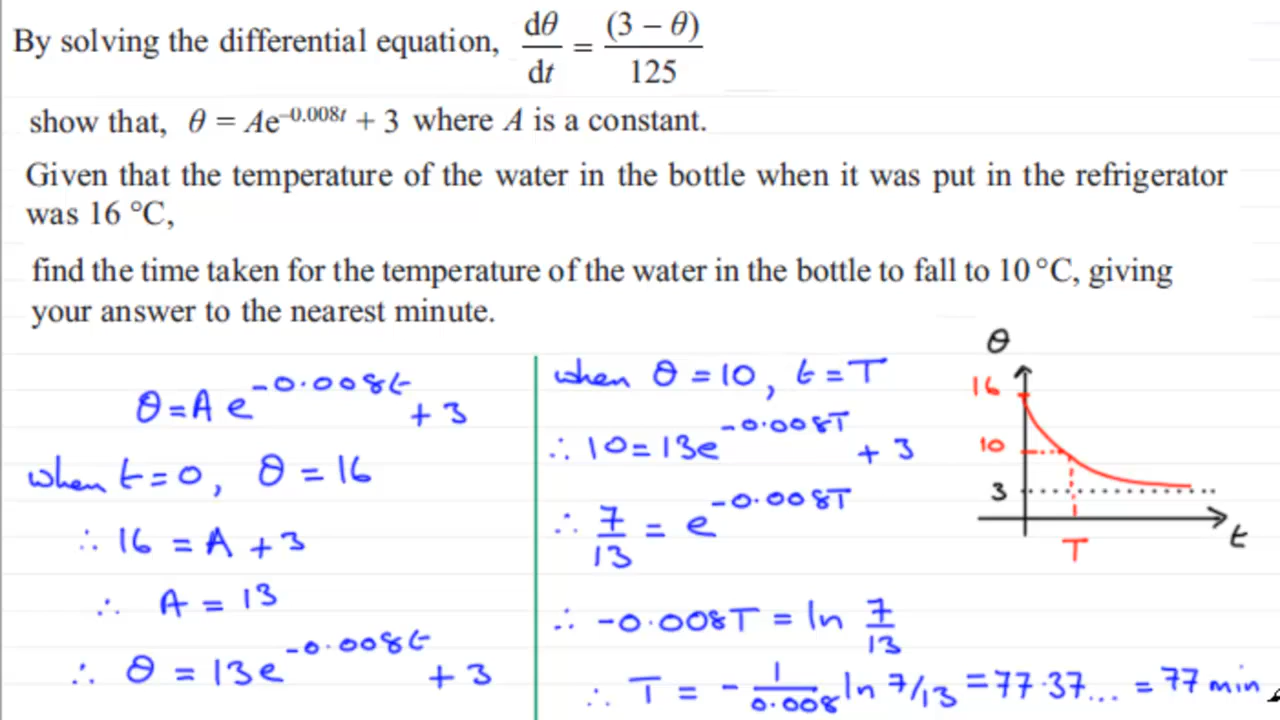 By solving the differential equation, dθ/dt = (3 − θ)/125
show that, θ = Ae^(−0.008t) + 3 where A is a constant.
Given that the temperature of the water in the bottle when it was put in the refrigerator
was 16 °C,
find the time taken for the temperature of the water in the bottle to fall to 10 °C, giving
your answer to the nearest minute.
θ = A e^(−0.008t) + 3
when t = 0, θ = 16
∴ 16 = A + 3
∴ A = 13
∴ θ = 13e^(−0.008t) + 3
when θ = 10, t = T
∴ 10 = 13e^(−0.008T) + 3
∴ 7/13 = e^(−0.008T)
∴ −0.008T = ln 7/13
∴ T = − 1/0.008 ln 7/13 = 77.37... = 77 min
θ
16
10
3
T
t